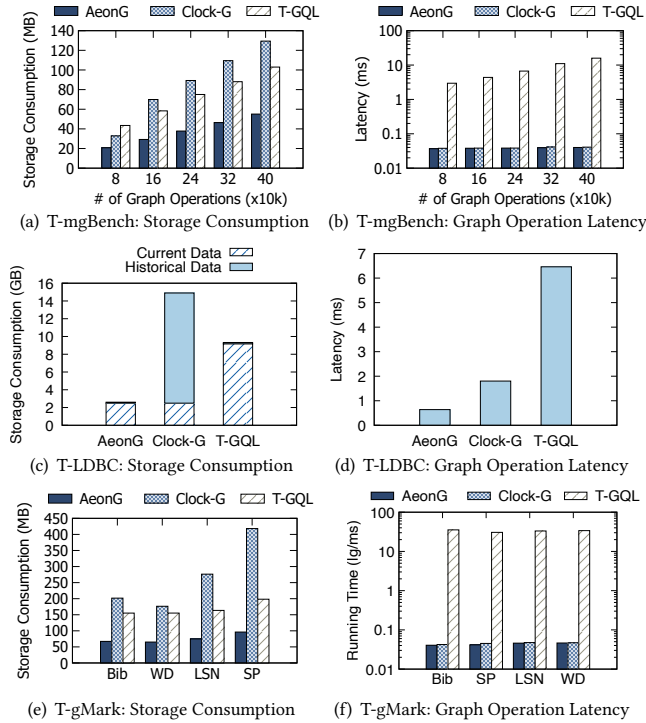 AeonG Clock-G T-GQL
Storage Consumption (MB)
140
120
100
80
60
40
20
0
8 16 24 32 40
# of Graph Operations (x10k)
(a) T-mgBench: Storage Consumption
AeonG Clock-G T-GQL
Latency (ms)
100
10
1
0.10
0.01
8 16 24 32 40
# of Graph Operations (x10k)
(b) T-mgBench: Graph Operation Latency
Current Data
Historical Data
Storage Consumption (GB)
16
14
12
10
8
6
4
2
0
AeonG Clock-G T-GQL
(c) T-LDBC: Storage Consumption
Latency (ms)
7
6
5
4
3
2
1
0
AeonG Clock-G T-GQL
(d) T-LDBC: Graph Operation Latency
AeonG Clock-G T-GQL
Storage Consumption (MB)
450
400
350
300
250
200
150
100
50
0
Bib WD LSN SP
(e) T-gMark: Storage Consumption
AeonG Clock-G T-GQL
Running Time (lg/ms)
100
10
1
0.10
0.01
Bib SP LSN WD
(f) T-gMark: Graph Operation Latency